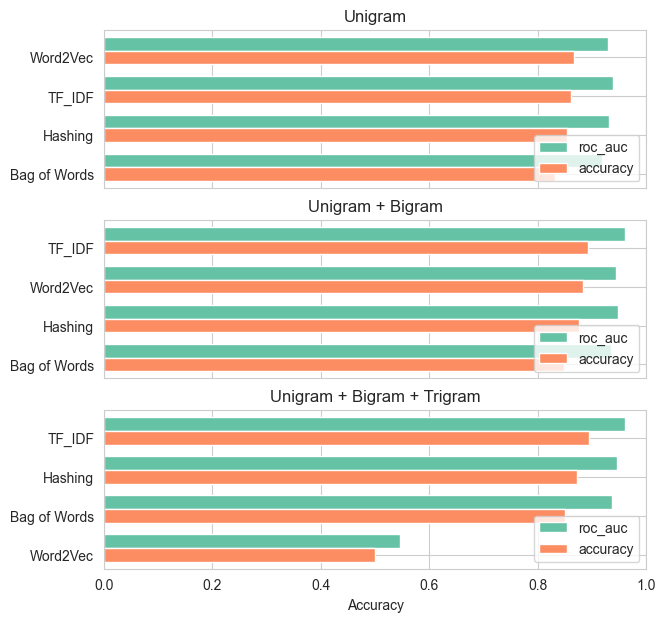 Unigram
Word2Vec
TF_IDF
Hashing
Bag of Words
roc_auc
accuracy
Unigram + Bigram
TF_IDF
Word2Vec
Hashing
Bag of Words
roc_auc
accuracy
Unigram + Bigram + Trigram
TF_IDF
Hashing
Bag of Words
Word2Vec
roc_auc
accuracy
0.0 0.2 0.4 0.6 0.8 1.0
Accuracy